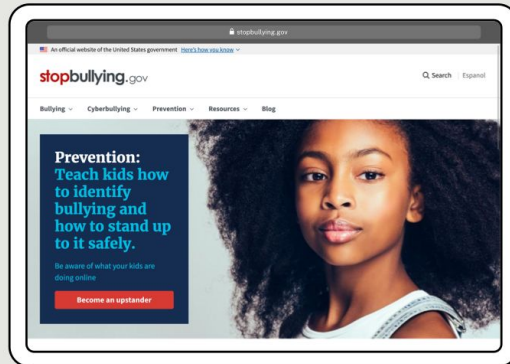 stopbullying.gov
An official website of the United States government Here's how you know
stopbullying.gov
Search Espanol
Bullying Cyberbullying Prevention Resources Blog
Prevention:
Teach kids how
to identify
bullying and
how to stand up
to it safely.
Be aware of what your kids are
doing online
Become an upstander